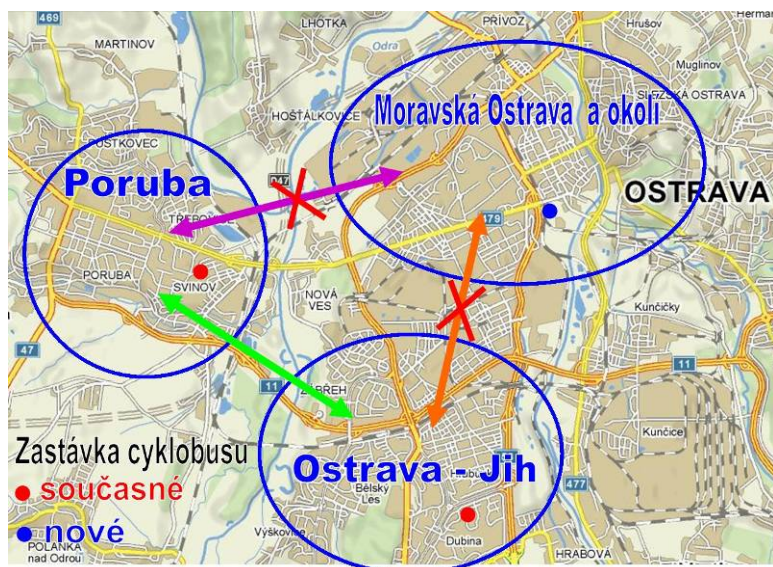 469
MARTINOV
LHOTKA
PŘÍVOZ
Hrušov
Odra
Muglinov
HOŠŤÁLKOVICE
Moravská Ostrava a okolí
SLEZSKÁ OSTRAVA
PUSTKOVEC
Poruba
D47
OSTRAVA
TŘEBOVICE
479
PORUBA
SVINOV
NOVÁ
VES
Kunčičky
47
11
11
ZÁBŘEH
Zastávka cyklobusu
Kunčice
Ostrava - Jih
současné
Bělský
Les
477
nové
Výškovice
Dubina
POLANKA
nad Odrou
HRABOVÁ